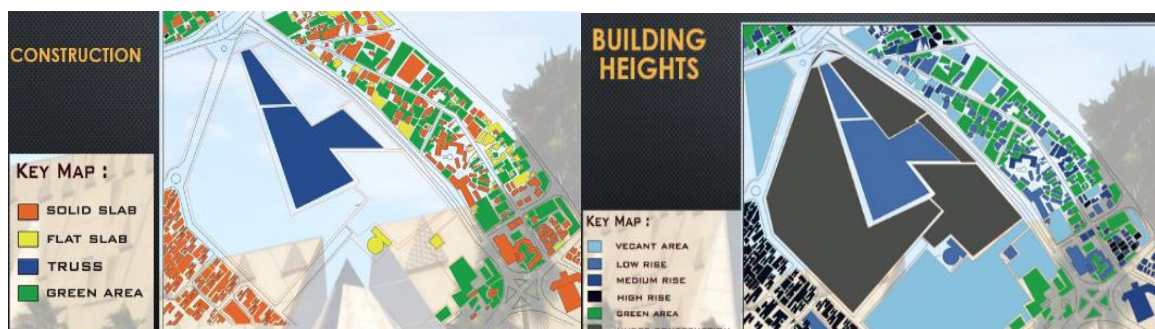 CONSTRUCTION
KEY MAP :
SOLID SLAB
FLAT SLAB
TRUSS
GREEN AREA
BUILDING
HEIGHTS
KEY MAP :
VECANT AREA
LOW RISE
MEDIUM RISE
HIGH RISE
GREEN AREA